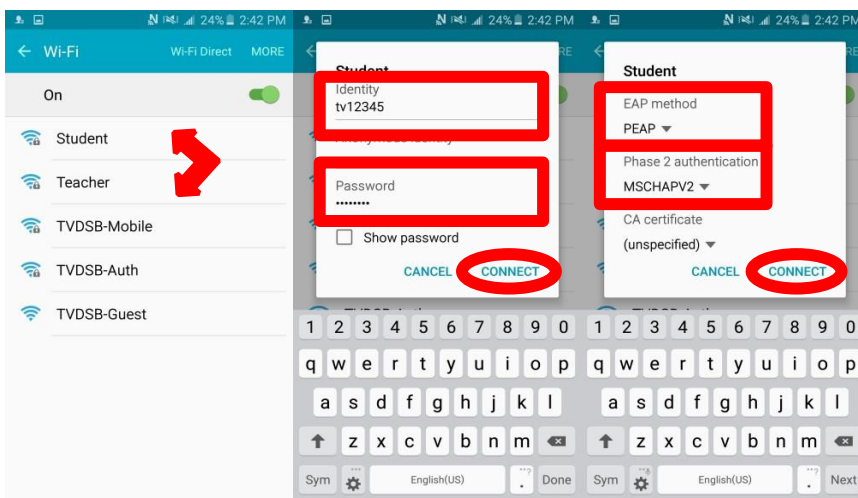 24% 2:42 PM
Wi-Fi Wi-Fi Direct MORE
On
Student
Teacher
TVDSB-Mobile
TVDSB-Auth
TVDSB-Guest
24% 2:42 PM
Student
Identity
tv12345
Anonymous identity
Password
••••••••
Show password
CANCEL CONNECT
1 2 3 4 5 6 7 8 9 0
q w e r t y u i o p
a s d f g h j k l
z x c v b n m
Sym English(US) . Done
24% 2:42 PM
Student
EAP method
PEAP
Phase 2 authentication
MSCHAPV2
CA certificate
(unspecified)
CANCEL CONNECT
1 2 3 4 5 6 7 8 9 0
q w e r t y u i o p
a s d f g h j k l
z x c v b n m
Sym English(US) . Next